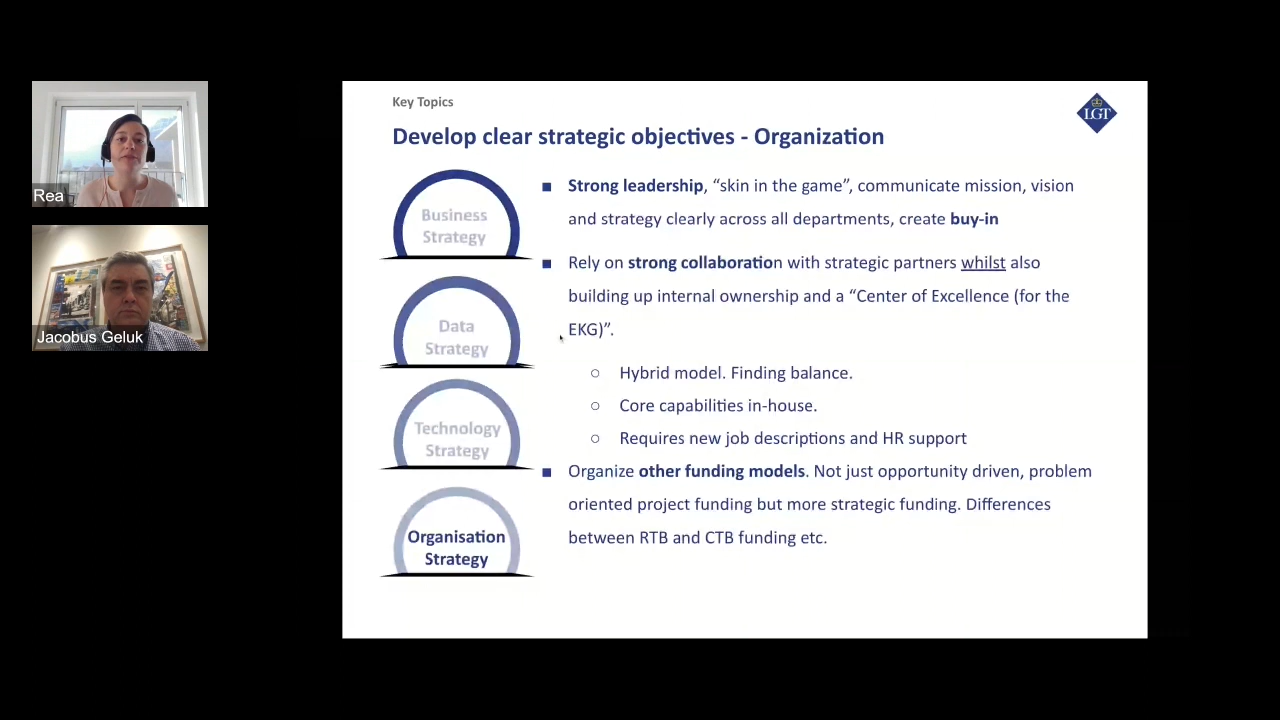 Rea
Jacobus Geluk
Key Topics
LGT
Develop clear strategic objectives - Organization
Business
Strategy
Data
Strategy
Technology
Strategy
Organisation
Strategy
■ Strong leadership, “skin in the game”, communicate mission, vision
and strategy clearly across all departments, create buy-in
■ Rely on strong collaboration with strategic partners whilst also
building up internal ownership and a “Center of Excellence (for the
EKG)”.
○ Hybrid model. Finding balance.
○ Core capabilities in-house.
○ Requires new job descriptions and HR support
■ Organize other funding models. Not just opportunity driven, problem
oriented project funding but more strategic funding. Differences
between RTB and CTB funding etc.